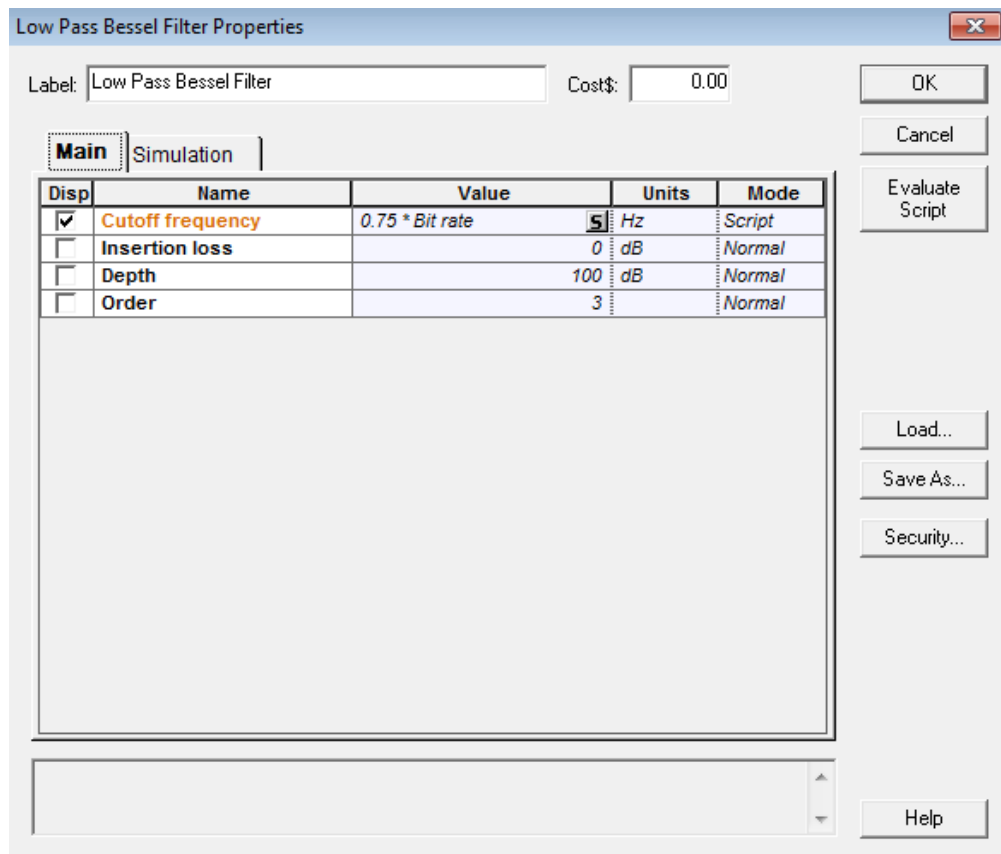 Low Pass Bessel Filter Properties
Label: Low Pass Bessel Filter Cost$: 0.00 OK
Cancel
Main Simulation
Evaluate Script
Disp Name Value Units Mode
Cutoff frequency 0.75 * Bit rate S Hz Script
Insertion loss 0 dB Normal
Depth 100 dB Normal
Order 3 Normal
Load...
Save As...
Security...
Help